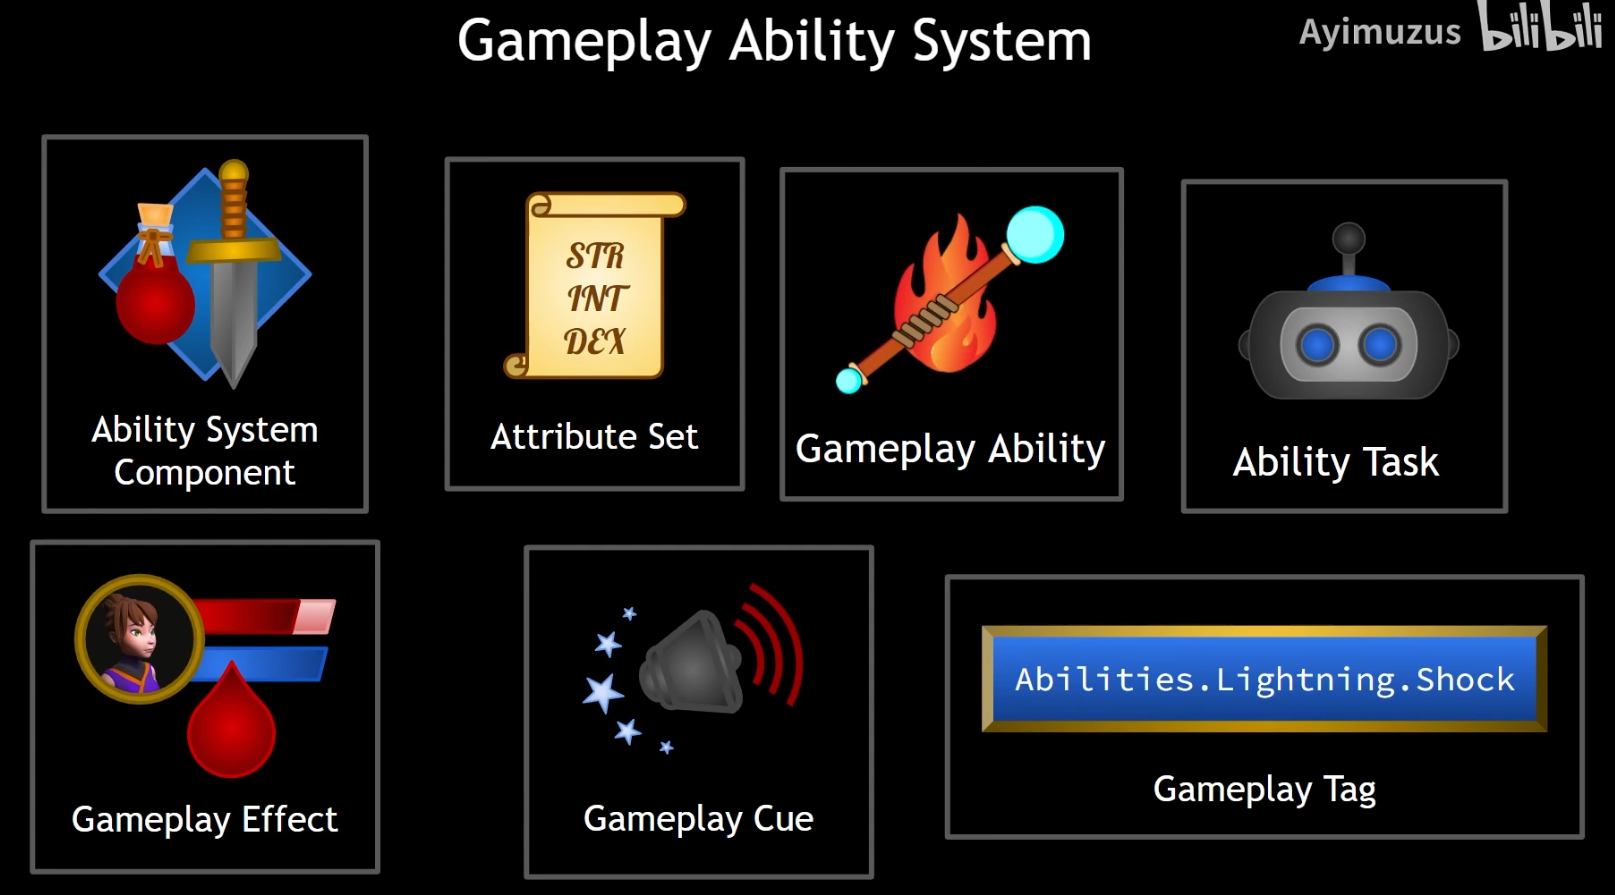 Gameplay Ability System
Ayimuzus bilibili
STR
INT
DEX
Ability System
Component
Attribute Set
Gameplay Ability
Ability Task
Gameplay Effect
Gameplay Cue
Abilities.Lightning.Shock
Gameplay Tag